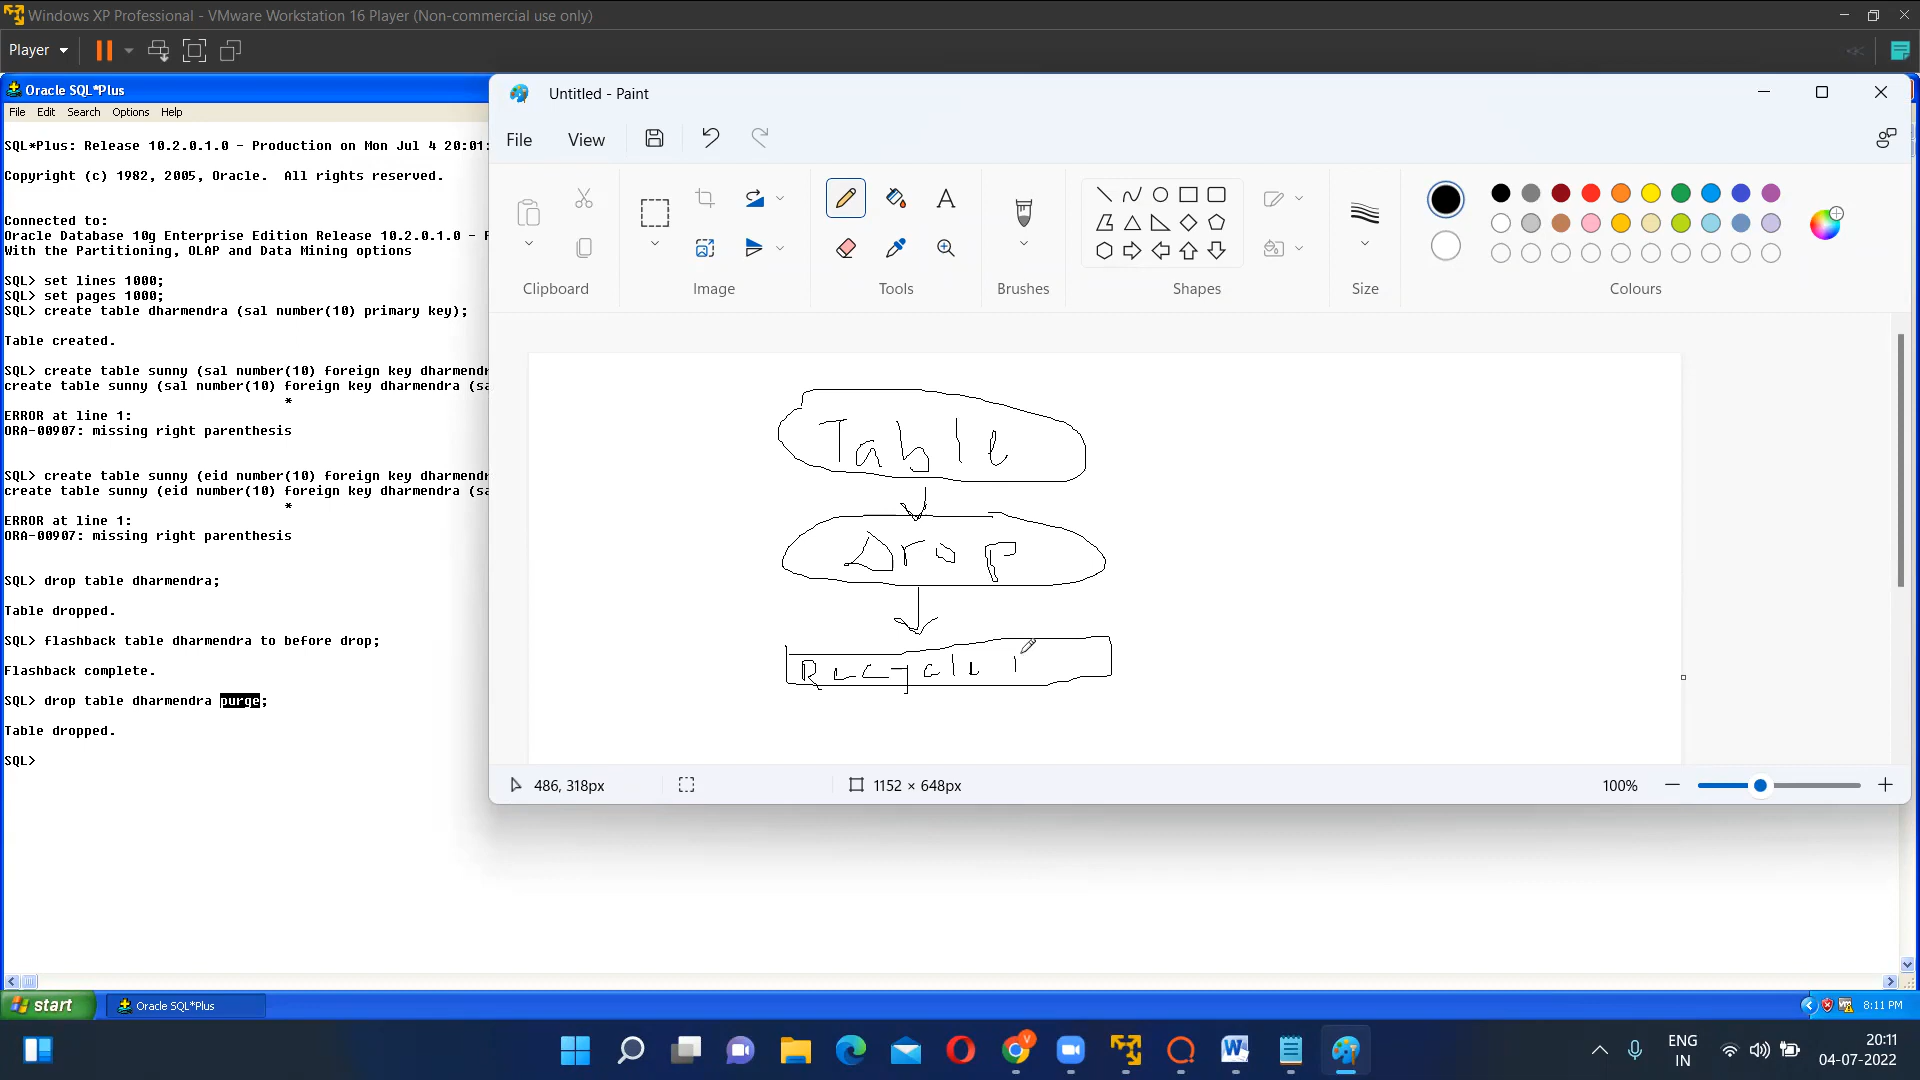 Windows XP Professional - VMware Workstation 16 Player (Non-commercial use only)
Player
Oracle SQL*Plus
File Edit Search Options Help
SQL*Plus: Release 10.2.0.1.0 - Production on Mon Jul 4 20:01:
Copyright (c) 1982, 2005, Oracle. All rights reserved.
Connected to:
Oracle Database 10g Enterprise Edition Release 10.2.0.1.0 -
With the Partitioning, OLAP and Data Mining options
SQL> set lines 1000;
SQL> set pages 1000;
SQL> create table dharmendra (sal number(10) primary key);
Table created.
SQL> create table sunny (sal number(10) foreign key dharmendr
create table sunny (sal number(10) foreign key dharmendra (sa
*
ERROR at line 1:
ORA-00907: missing right parenthesis
SQL> create table sunny (eid number(10) foreign key dharmendr
create table sunny (eid number(10) foreign key dharmendra (sa
*
ERROR at line 1:
ORA-00907: missing right parenthesis
SQL> drop table dharmendra;
Table dropped.
SQL> flashback table dharmendra to before drop;
Flashback complete.
SQL> drop table dharmendra purge;
Table dropped.
SQL>
Untitled - Paint
File View
Clipboard Image Tools Brushes Shapes Size Colours
Table
Drop
Recycle
486, 318px 1152 × 648px 100%
start Oracle SQL*Plus 8:11 PM
ENG
IN
20:11
04-07-2022